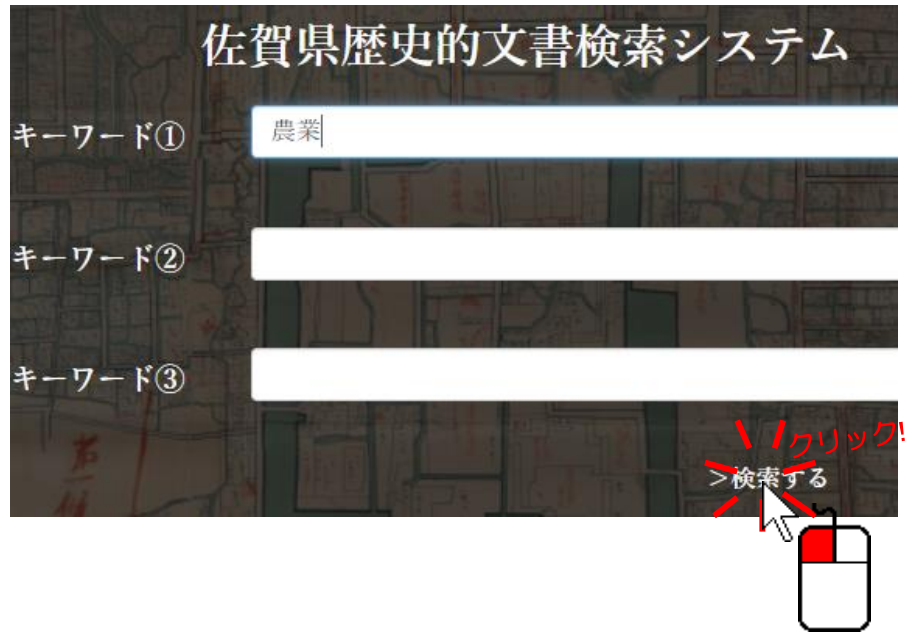 佐賀県歴史的文書検索システム
キーワード① 農業
キーワード②
キーワード③
クリック!
>検索する